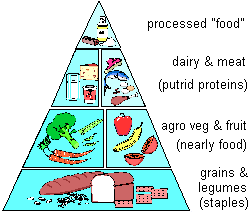 processed "food"
dairy & meat
(putrid proteins)
agro veg & fruit
(nearly food)
grains &
legumes
(staples)